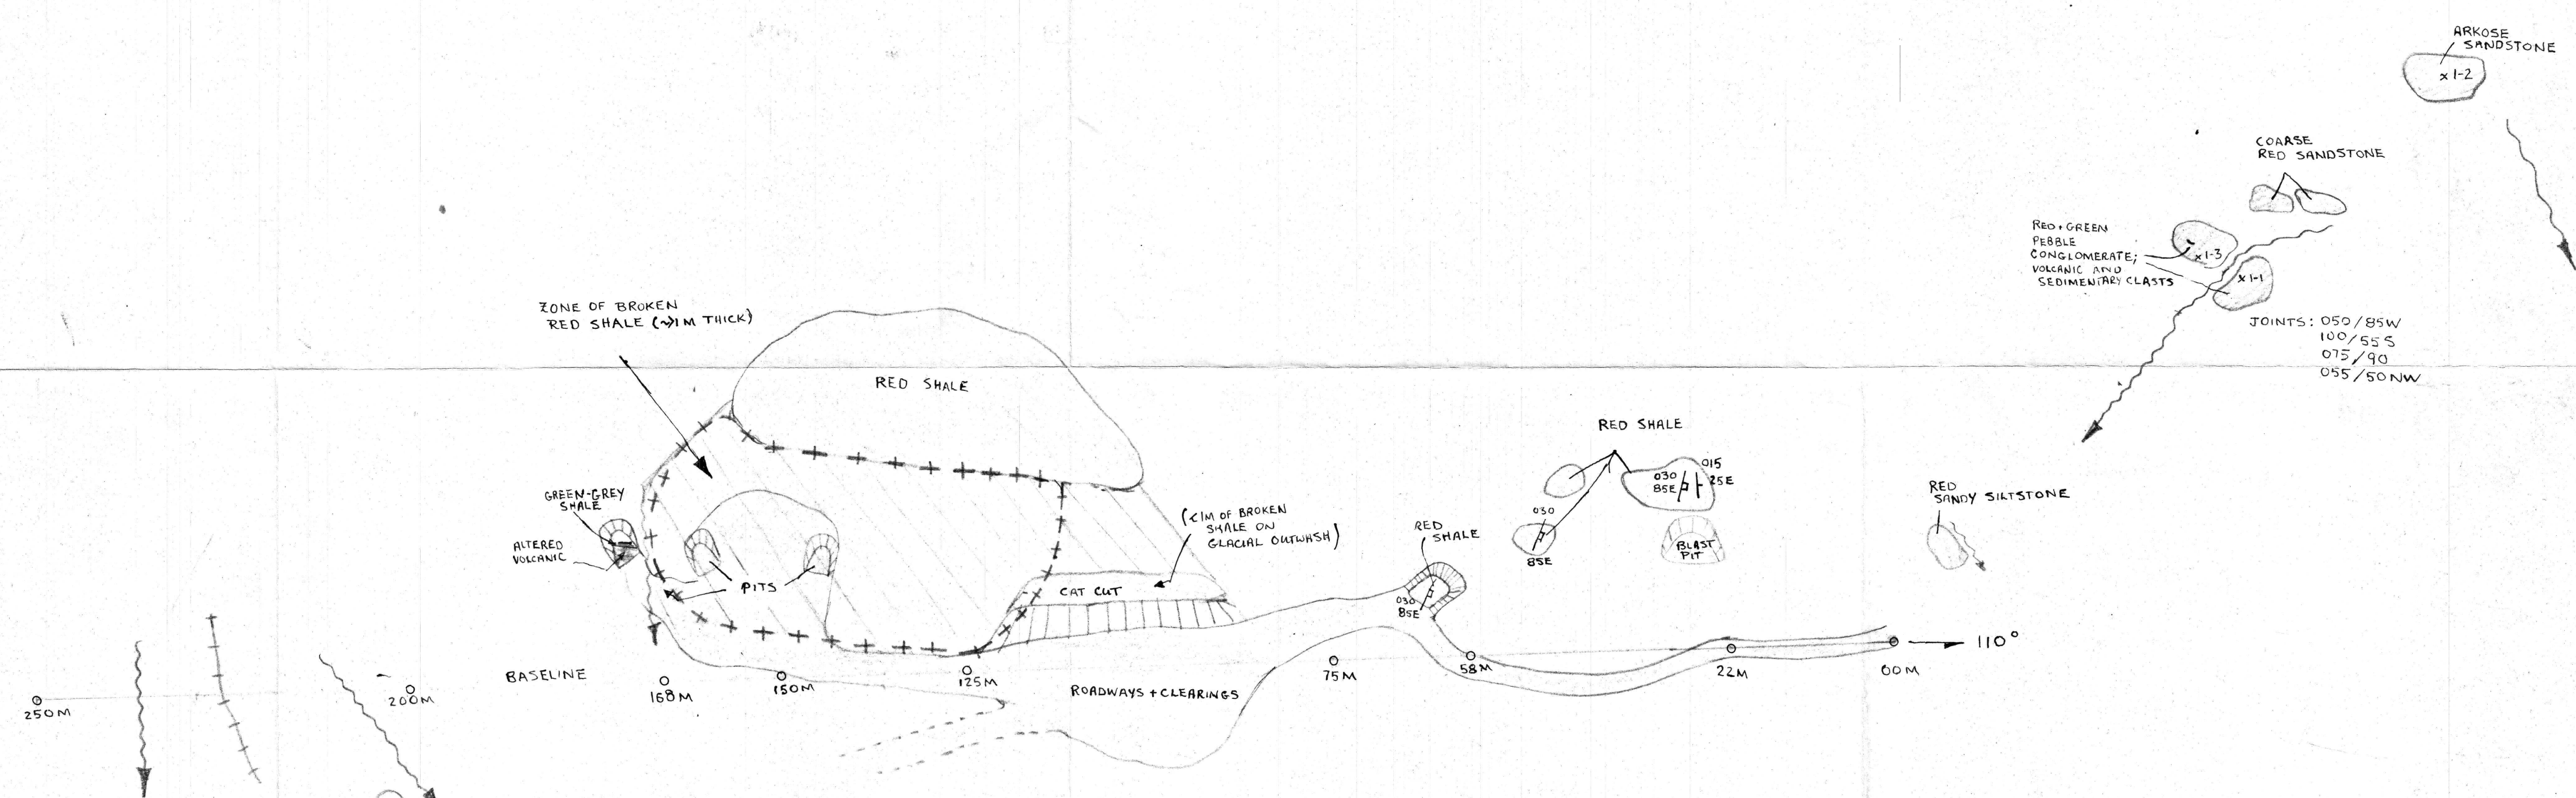 ARKOSE
SANDSTONE
x 1-2
COARSE
RED SANDSTONE
RED + GREEN
PEBBLE
CONGLOMERATE;
VOLCANIC AND
SEDIMENTARY CLASTS
x 1-3
x 1-1
JOINTS: 050/85W
100/55 S
075/90
055/50 NW
ZONE OF BROKEN
RED SHALE (~1M THICK)
RED SHALE
GREEN-GREY
SHALE
ALTERED
VOLCANIC
PITS
(<1M OF BROKEN
SHALE ON
GLACIAL OUTWASH)
CAT CUT
RED
SHALE
030
85E
RED SHALE
030
85E
015
25E
030
85E
BLAST
PIT
RED
SANDY SILTSTONE
BASELINE
250M
200M
168M
150M
125M
ROADWAYS + CLEARINGS
75M
58M
22M
00M
110°